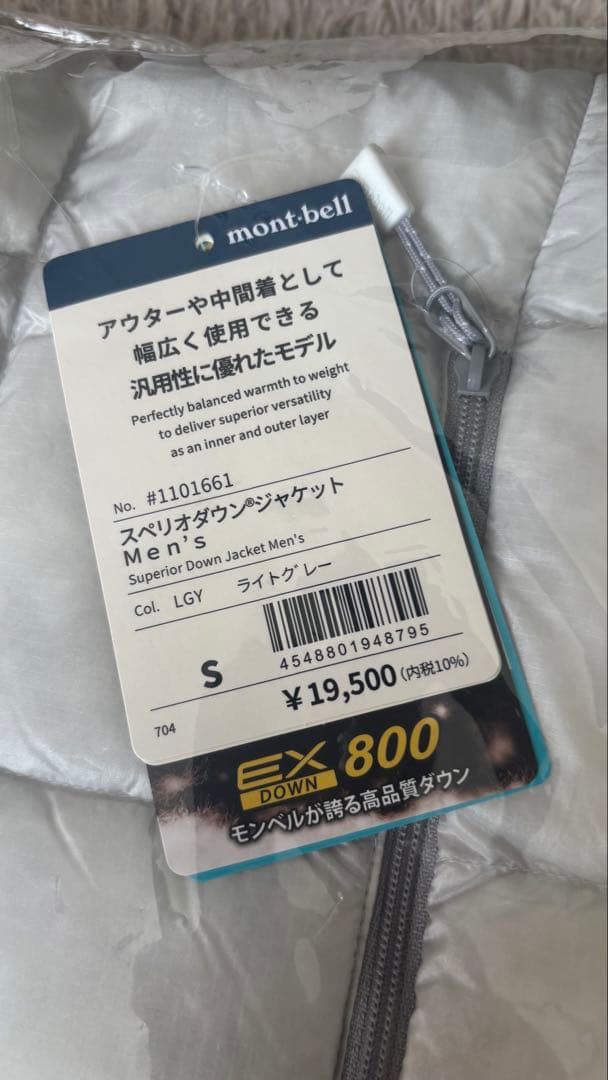 mont·bell
アウターや中間着として
幅広く使用できる
汎用性に優れたモデル
Perfectly balanced warmth to weight
to deliver superior versatility
as an inner and outer layer
No. #1101661
スペリオダウン®ジャケット
Men's
Superior Down Jacket Men's
Col. LGY ライトグレー
S
4548801948795
¥19,500(内税10%)
704
EX 800
DOWN
モンベルが誇る高品質ダウン